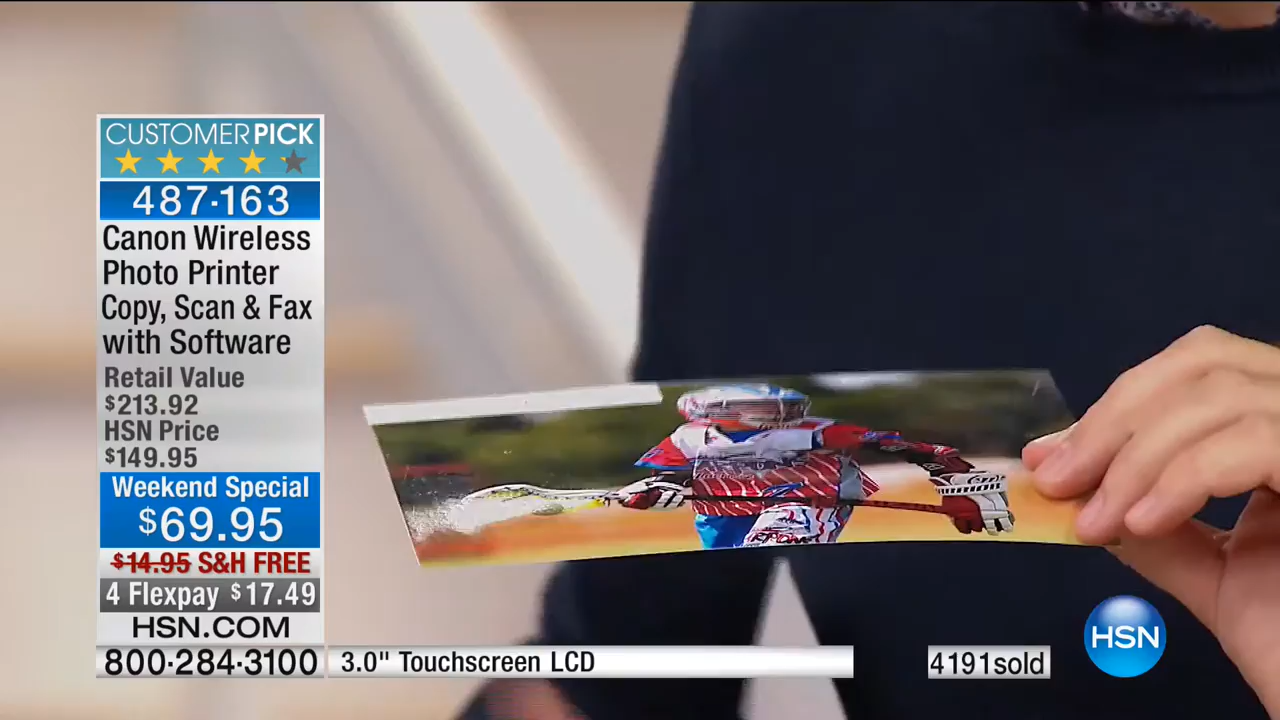 CUSTOMERPICK
487·163
Canon Wireless
Photo Printer
Copy, Scan & Fax
with Software
Retail Value
$213.92
HSN Price
$149.95
Weekend Special
$69.95
$14.95 S&H FREE
4 Flexpay $17.49
HSN.COM
800·284·3100
3.0" Touchscreen LCD
4191sold
HSN